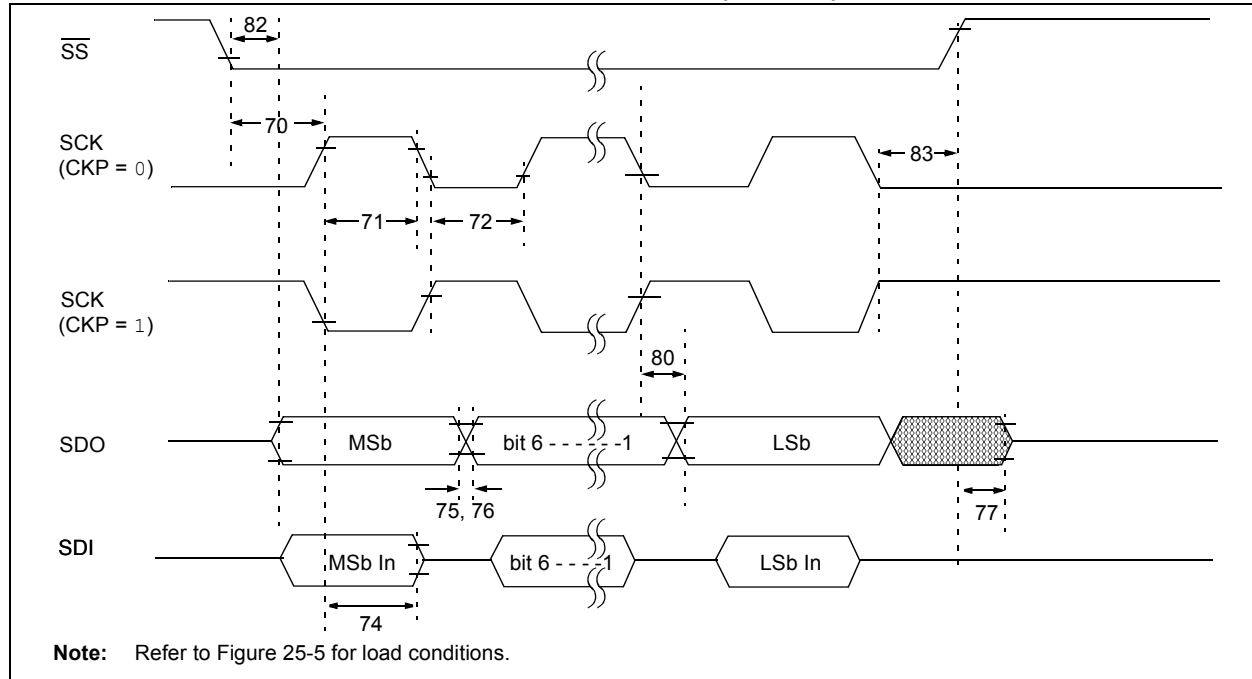 82
SS
70
SCK
(CKP = 0)
83
71
72
SCK
(CKP = 1)
80
SDO
MSb
bit 6 - - - - - -1
LSb
75, 76
77
SDI
MSb In
bit 6 - - - -1
LSb In
74
Note: Refer to Figure 25-5 for load conditions.